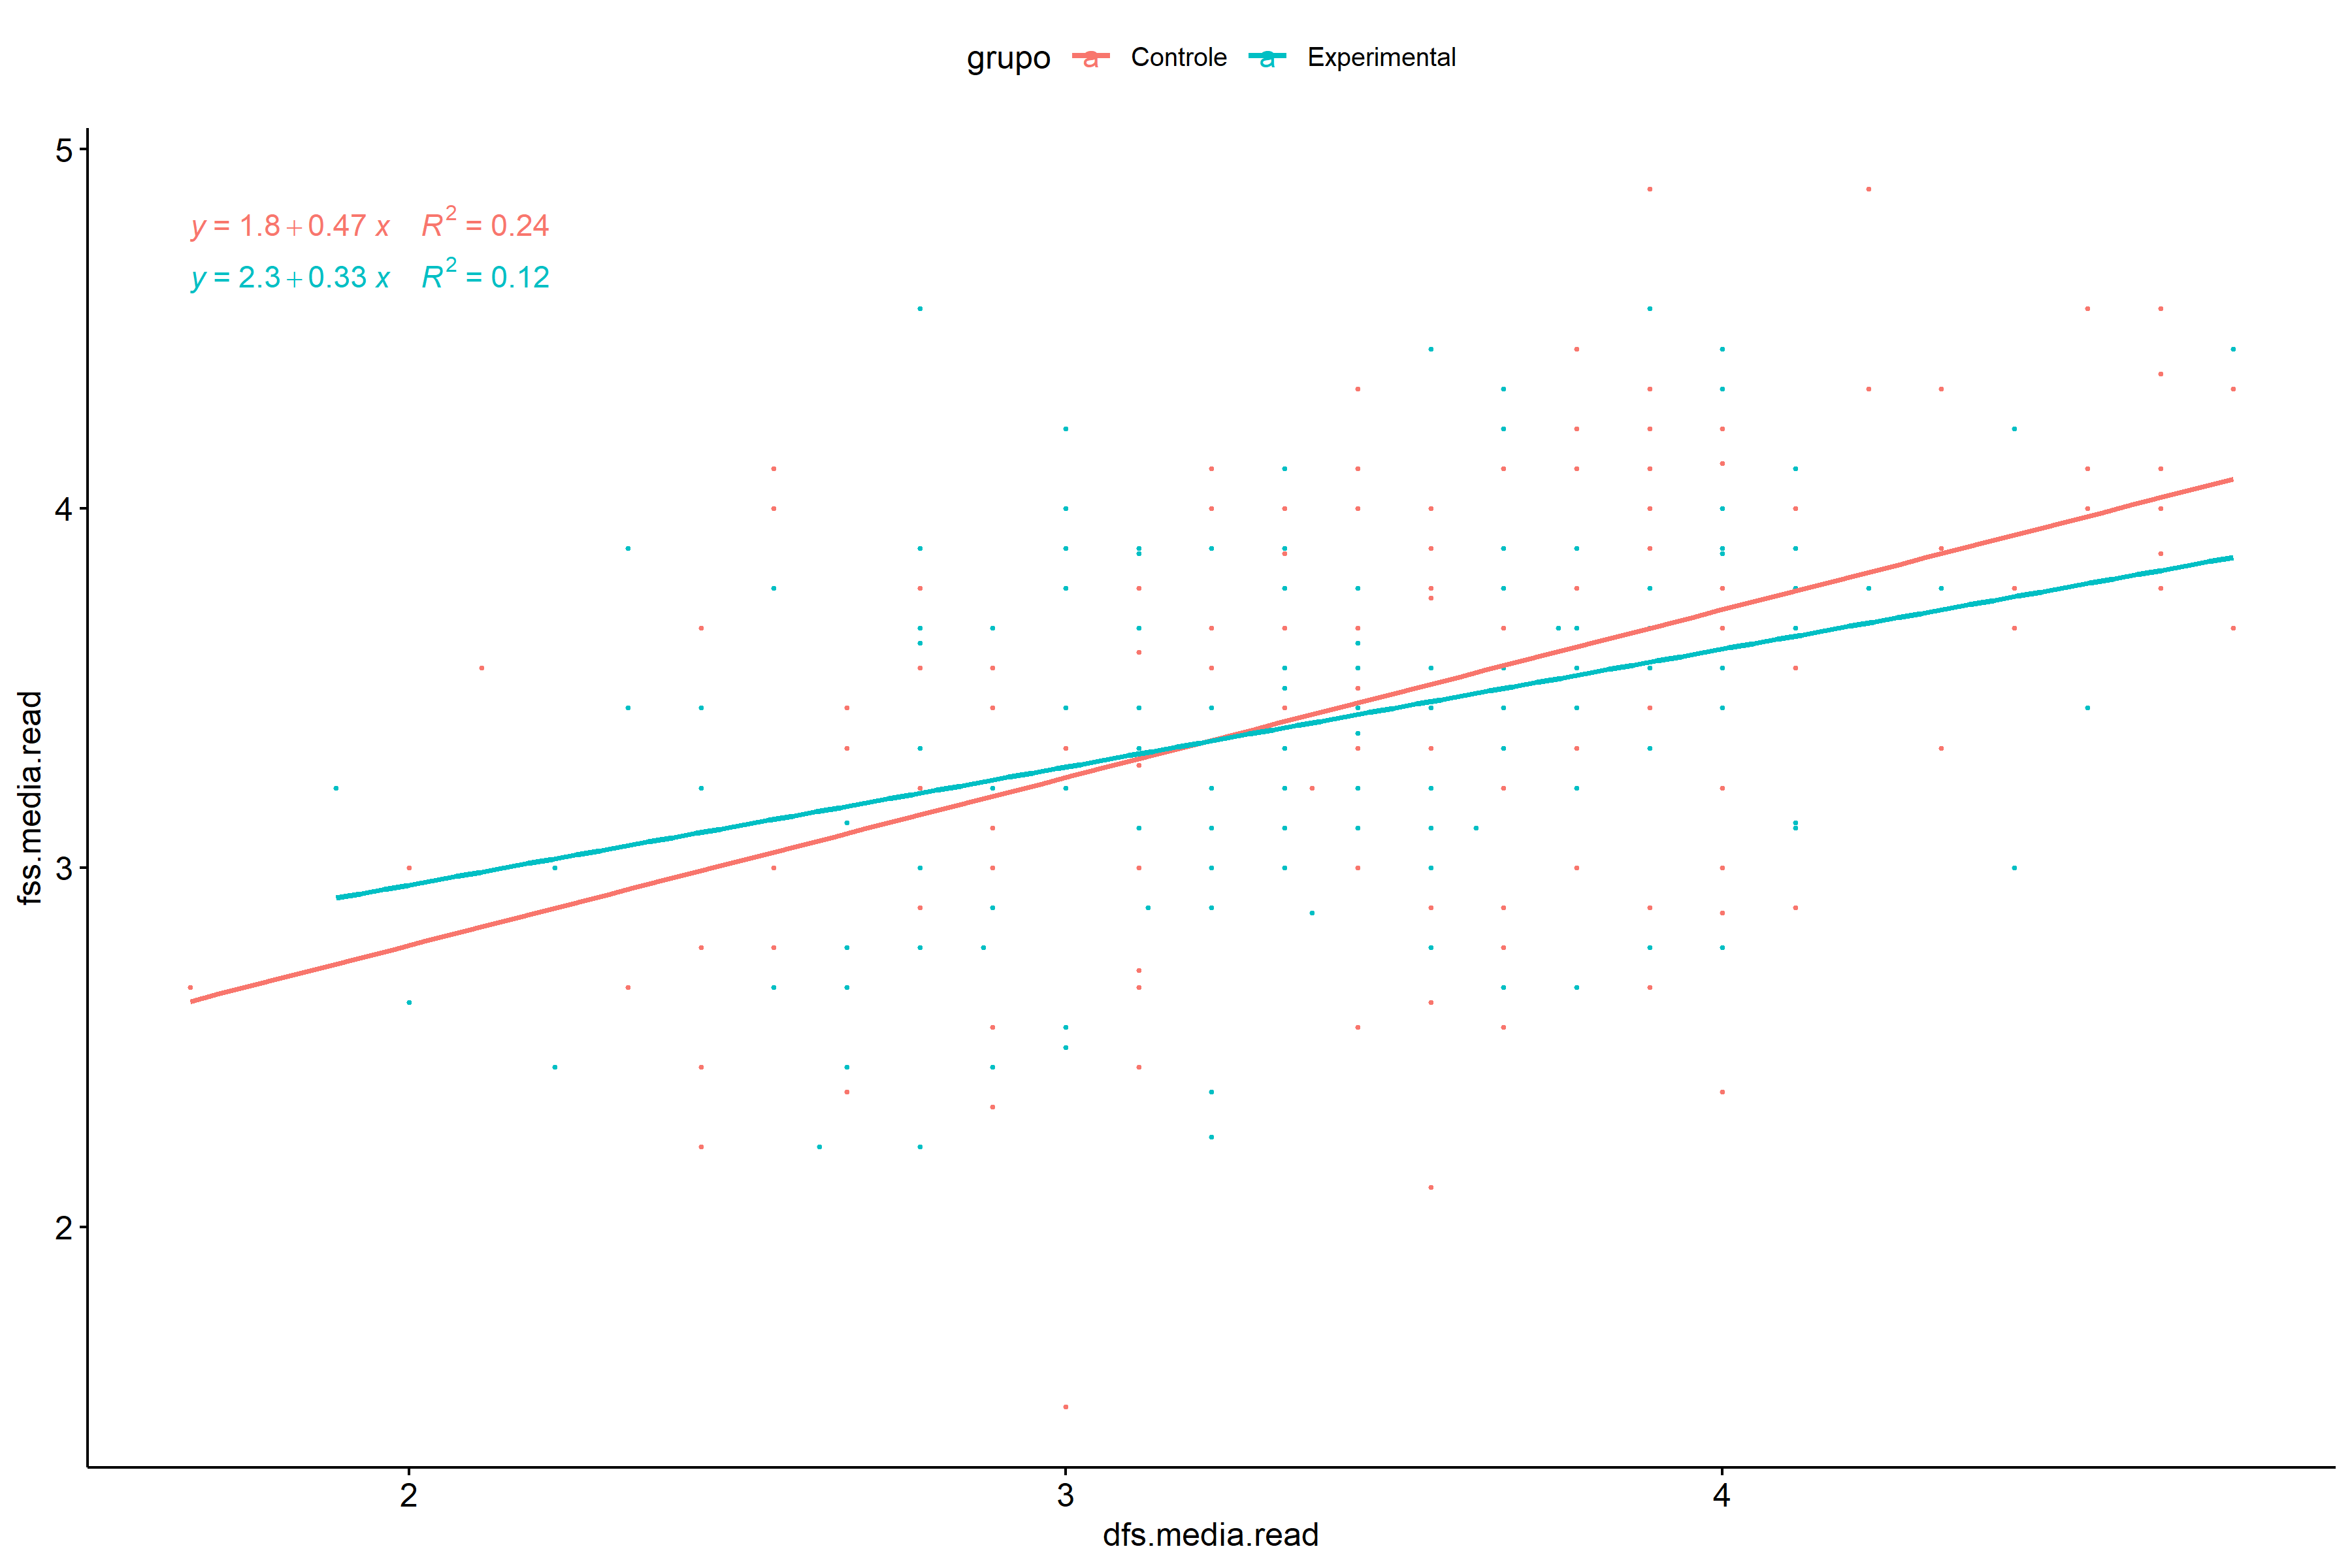 grupo a Controle a Experimental
5
y = 1.8 + 0.47 x R² = 0.24
y = 2.3 + 0.33 x R² = 0.12
4
3
2
fss.media.read
2 3 4
dfs.media.read